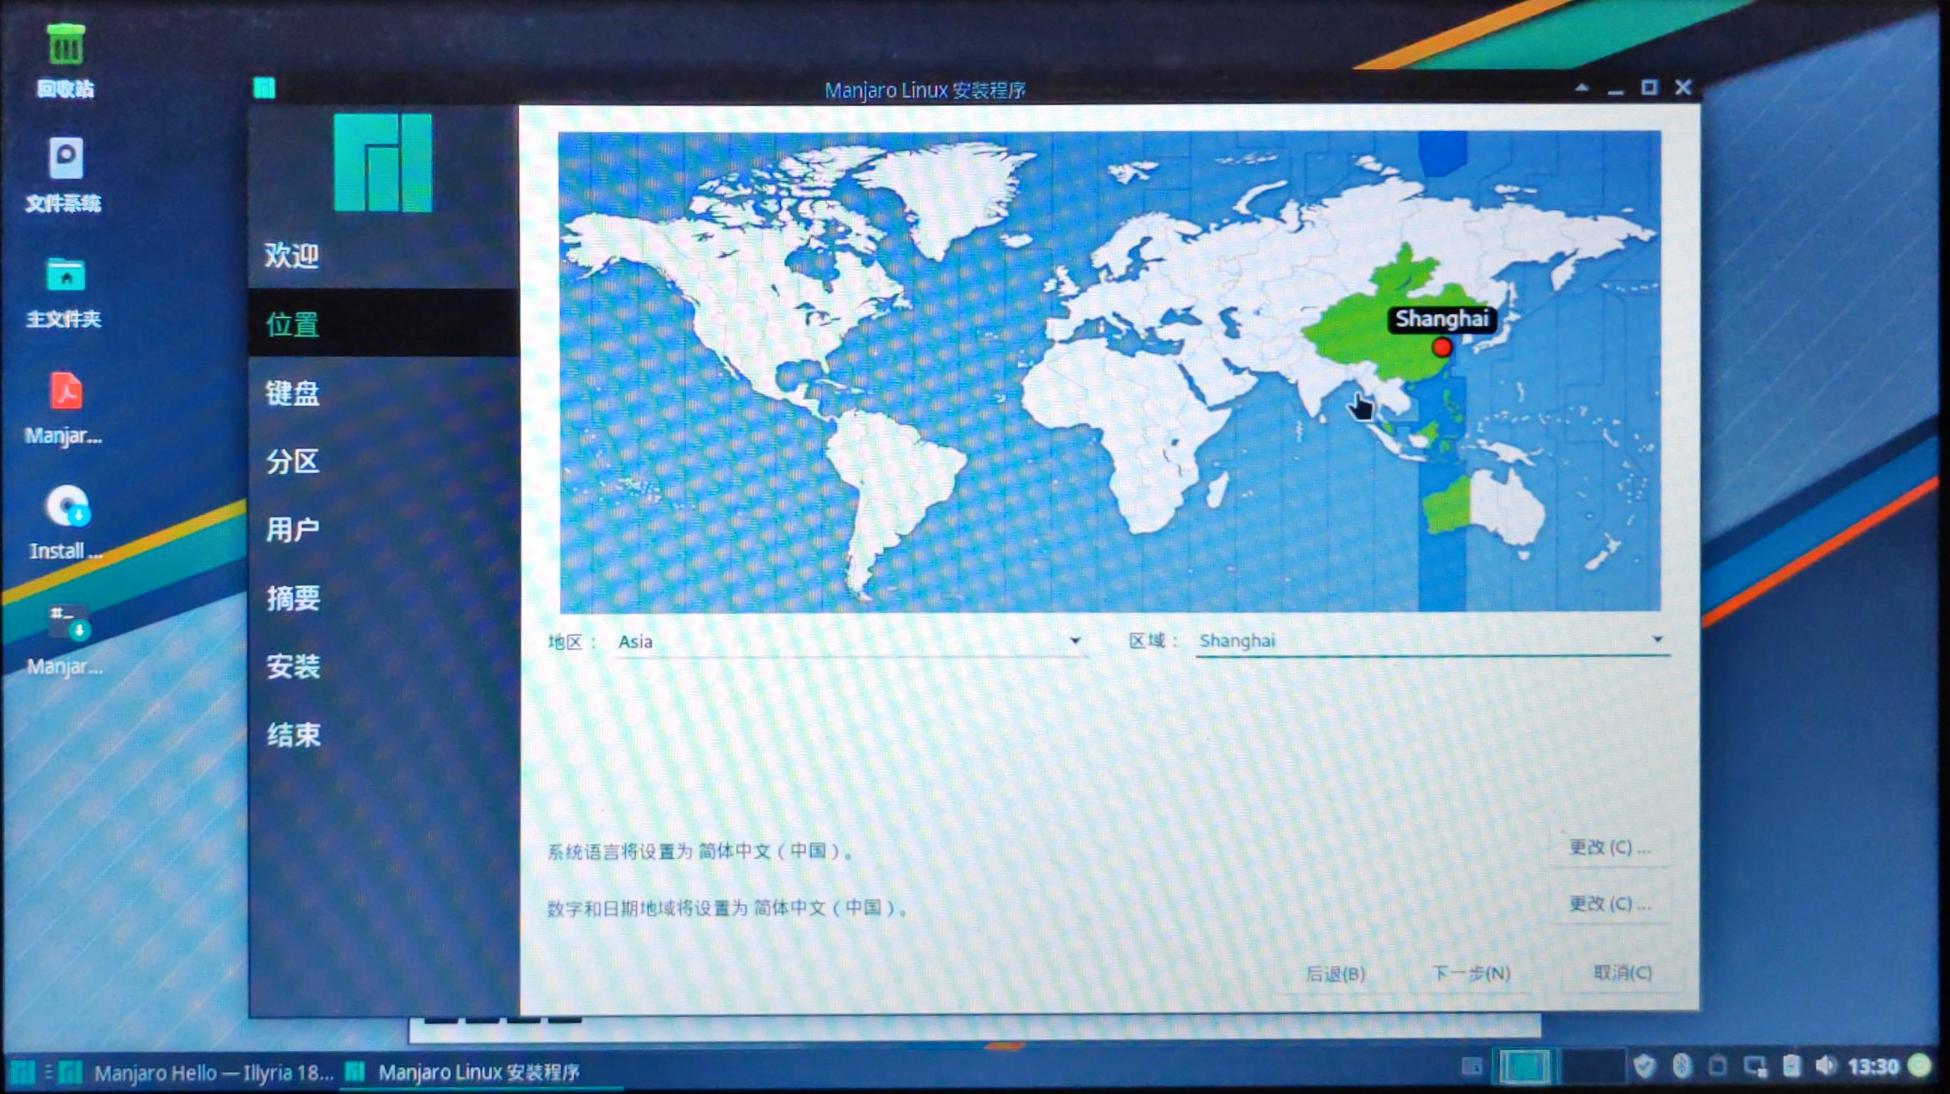 回收站
文件系统
主文件夹
Manjar...
Install ...
#_
Manjar...
Manjaro Linux 安装程序
欢迎
位置
键盘
分区
用户
摘要
安装
结束
Shanghai
地区： Asia
区域： Shanghai
系统语言将设置为 简体中文（中国）。
更改 (C) ...
数字和日期地域将设置为 简体中文（中国）。
更改 (C) ...
后退(B)
下一步(N)
取消(C)
Manjaro Hello — Illyria 18...
Manjaro Linux 安装程序
13:30